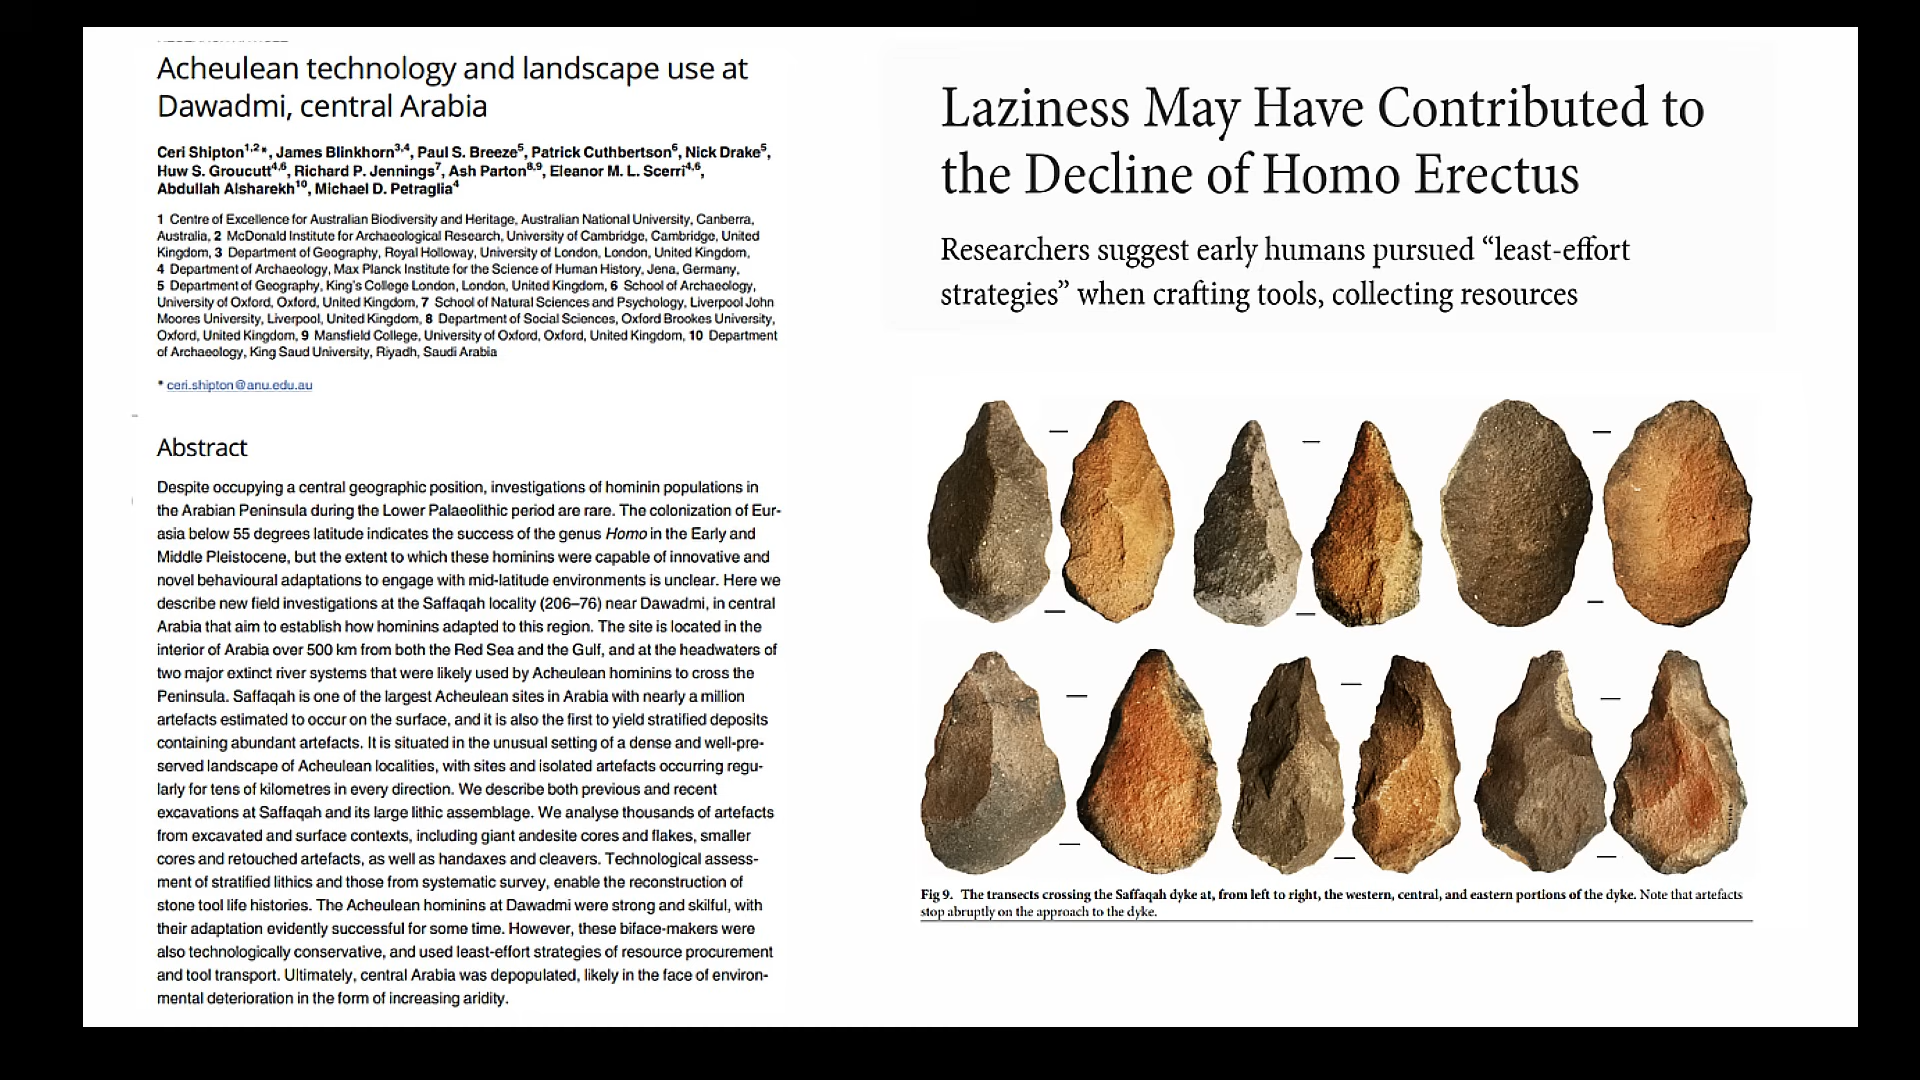 Acheulean technology and landscape use at
Dawadmi, central Arabia
Ceri Shipton1,2*, James Blinkhorn3,4, Paul S. Breeze5, Patrick Cuthbertson6, Nick Drake5,
Huw S. Groucutt4,6, Richard P. Jennings7, Ash Parton8,9, Eleanor M. L. Scerri4,6,
Abdullah Alsharekh10, Michael D. Petraglia4
1 Centre of Excellence for Australian Biodiversity and Heritage, Australian National University, Canberra,
Australia, 2 McDonald Institute for Archaeological Research, University of Cambridge, Cambridge, United
Kingdom, 3 Department of Geography, Royal Holloway, University of London, London, United Kingdom,
4 Department of Archaeology, Max Planck Institute for the Science of Human History, Jena, Germany,
5 Department of Geography, King's College London, London, United Kingdom, 6 School of Archaeology,
University of Oxford, Oxford, United Kingdom, 7 School of Natural Sciences and Psychology, Liverpool John
Moores University, Liverpool, United Kingdom, 8 Department of Social Sciences, Oxford Brookes University,
Oxford, United Kingdom, 9 Mansfield College, University of Oxford, Oxford, United Kingdom, 10 Department
of Archaeology, King Saud University, Riyadh, Saudi Arabia
* ceri.shipton@anu.edu.au
Abstract
Despite occupying a central geographic position, investigations of hominin populations in
the Arabian Peninsula during the Lower Palaeolithic period are rare. The colonization of Eur-
asia below 55 degrees latitude indicates the success of the genus Homo in the Early and
Middle Pleistocene, but the extent to which these hominins were capable of innovative and
novel behavioural adaptations to engage with mid-latitude environments is unclear. Here we
describe new field investigations at the Saffaqah locality (206–76) near Dawadmi, in central
Arabia that aim to establish how hominins adapted to this region. The site is located in the
interior of Arabia over 500 km from both the Red Sea and the Gulf, and at the headwaters of
two major extinct river systems that were likely used by Acheulean hominins to cross the
Peninsula. Saffaqah is one of the largest Acheulean sites in Arabia with nearly a million
artefacts estimated to occur on the surface, and it is also the first to yield stratified deposits
containing abundant artefacts. It is situated in the unusual setting of a dense and well-pre-
served landscape of Acheulean localities, with sites and isolated artefacts occurring regu-
larly for tens of kilometres in every direction. We describe both previous and recent
excavations at Saffaqah and its large lithic assemblage. We analyse thousands of artefacts
from excavated and surface contexts, including giant andesite cores and flakes, smaller
cores and retouched artefacts, as well as handaxes and cleavers. Technological assess-
ment of stratified lithics and those from systematic survey, enable the reconstruction of
stone tool life histories. The Acheulean hominins at Dawadmi were strong and skilful, with
their adaptation evidently successful for some time. However, these biface-makers were
also technologically conservative, and used least-effort strategies of resource procurement
and tool transport. Ultimately, central Arabia was depopulated, likely in the face of environ-
mental deterioration in the form of increasing aridity.
Laziness May Have Contributed to
the Decline of Homo Erectus
Researchers suggest early humans pursued “least-effort
strategies” when crafting tools, collecting resources
Fig 9. The transects crossing the Saffaqah dyke at, from left to right, the western, central, and eastern portions of the dyke. Note that artefacts
stop abruptly on the approach to the dyke.